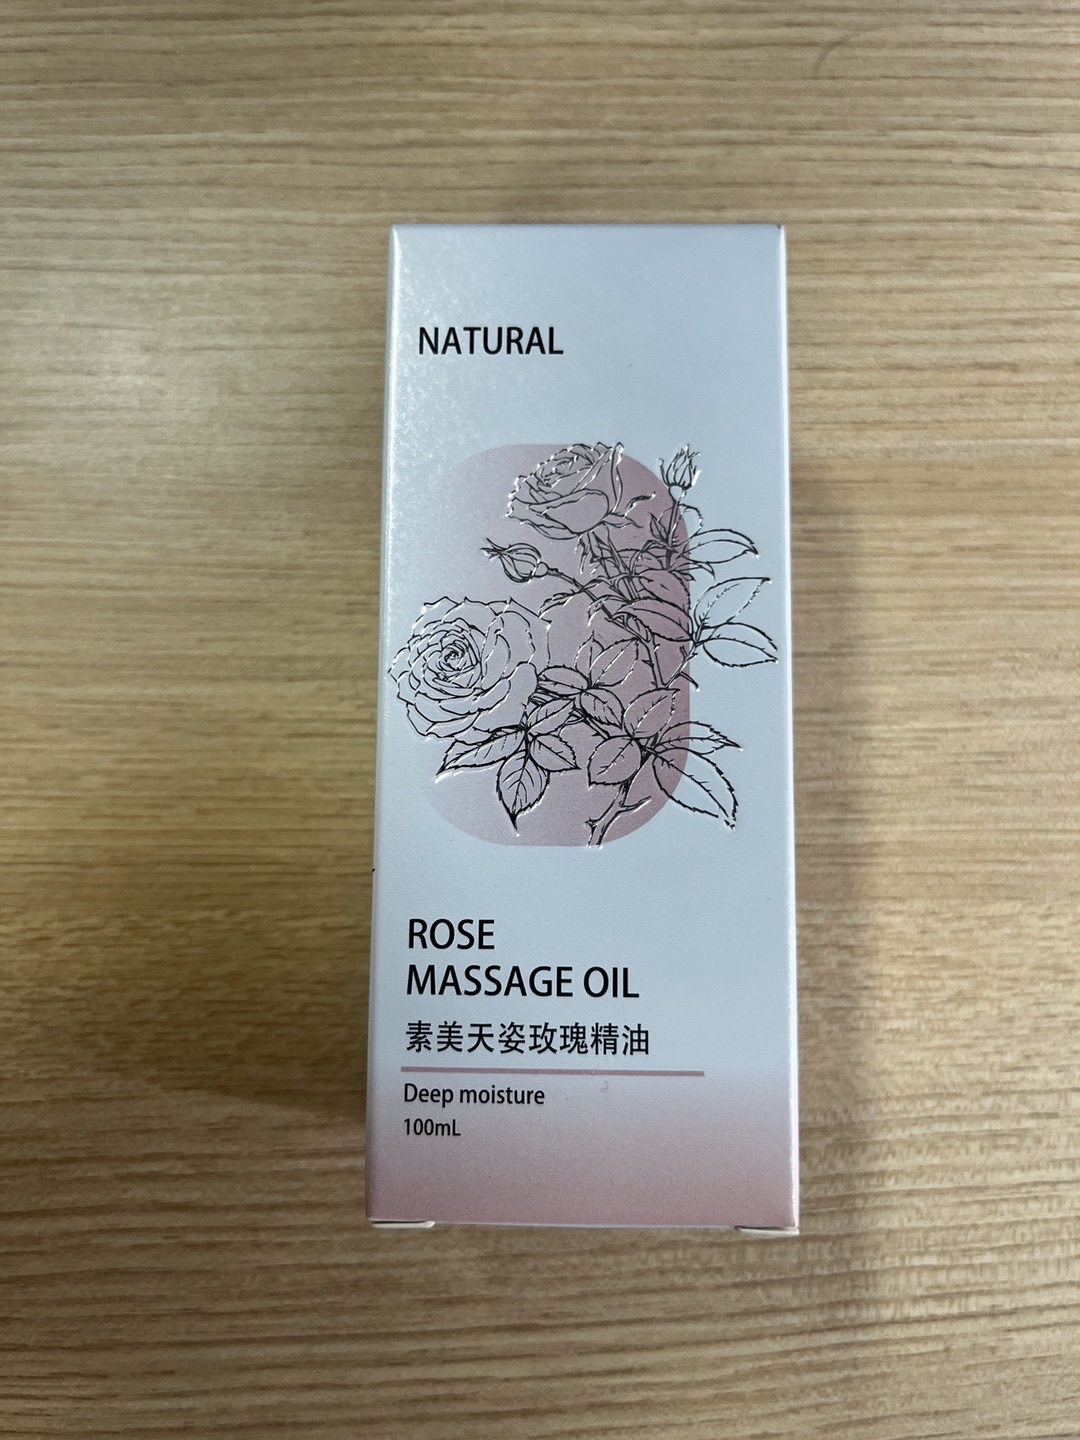 NATURAL
ROSE
MASSAGE OIL
素美天姿玫瑰精油
Deep moisture
100mL